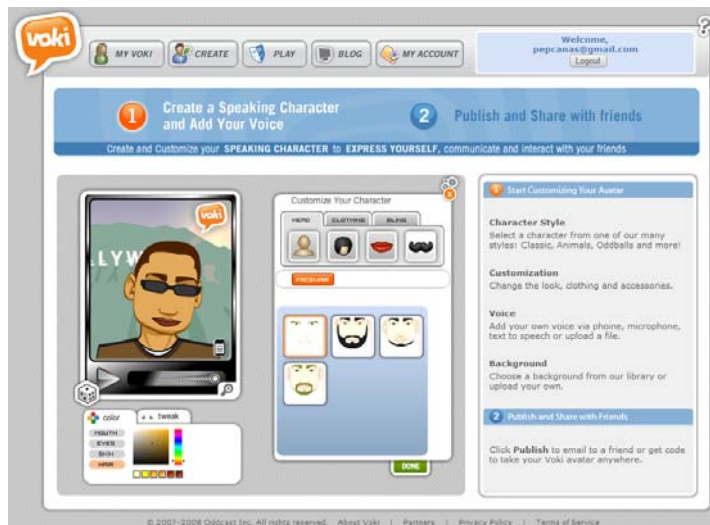 voki
MY VOKI
CREATE
PLAY
BLOG
MY ACCOUNT
Welcome,
pepcanas@gmail.com
Logout
?
1 Create a Speaking Character
and Add Your Voice
2 Publish and Share with friends
Create and Customize your SPEAKING CHARACTER to EXPRESS YOURSELF, communicate and interact with your friends
voki
LYW
Customize Your Character
HEAD CLOTHING BLING
color tweak
MOUTH
EYES
SKIN
HAIR
DONE
1 Start Customizing Your Avatar
Character Style
Select a character from one of our many
styles: Classic, Animals, Oddballs and more!
Customization
Change the look, clothing and accessories.
Voice
Add your own voice via phone, microphone,
text to speech or upload a file.
Background
Choose a background from our library or
upload your own.
2 Publish and Share with Friends
Click Publish to email to a friend or get code
to take your Voki avatar anywhere.
© 2007-2008 Oddcast Inc. All rights reserved. About Voki | Partners | Privacy Policy | Terms of Service